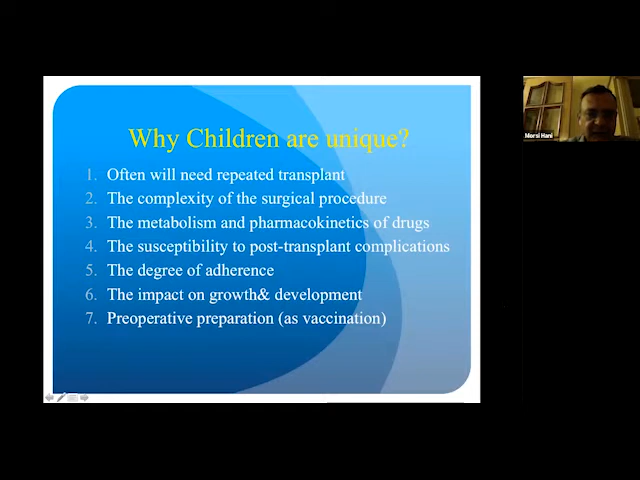 Why Children are unique?
1. Often will need repeated transplant
2. The complexity of the surgical procedure
3. The metabolism and pharmacokinetics of drugs
4. The susceptibility to post-transplant complications
5. The degree of adherence
6. The impact on growth& development
7. Preoperative preparation (as vaccination)
Morsi Hani